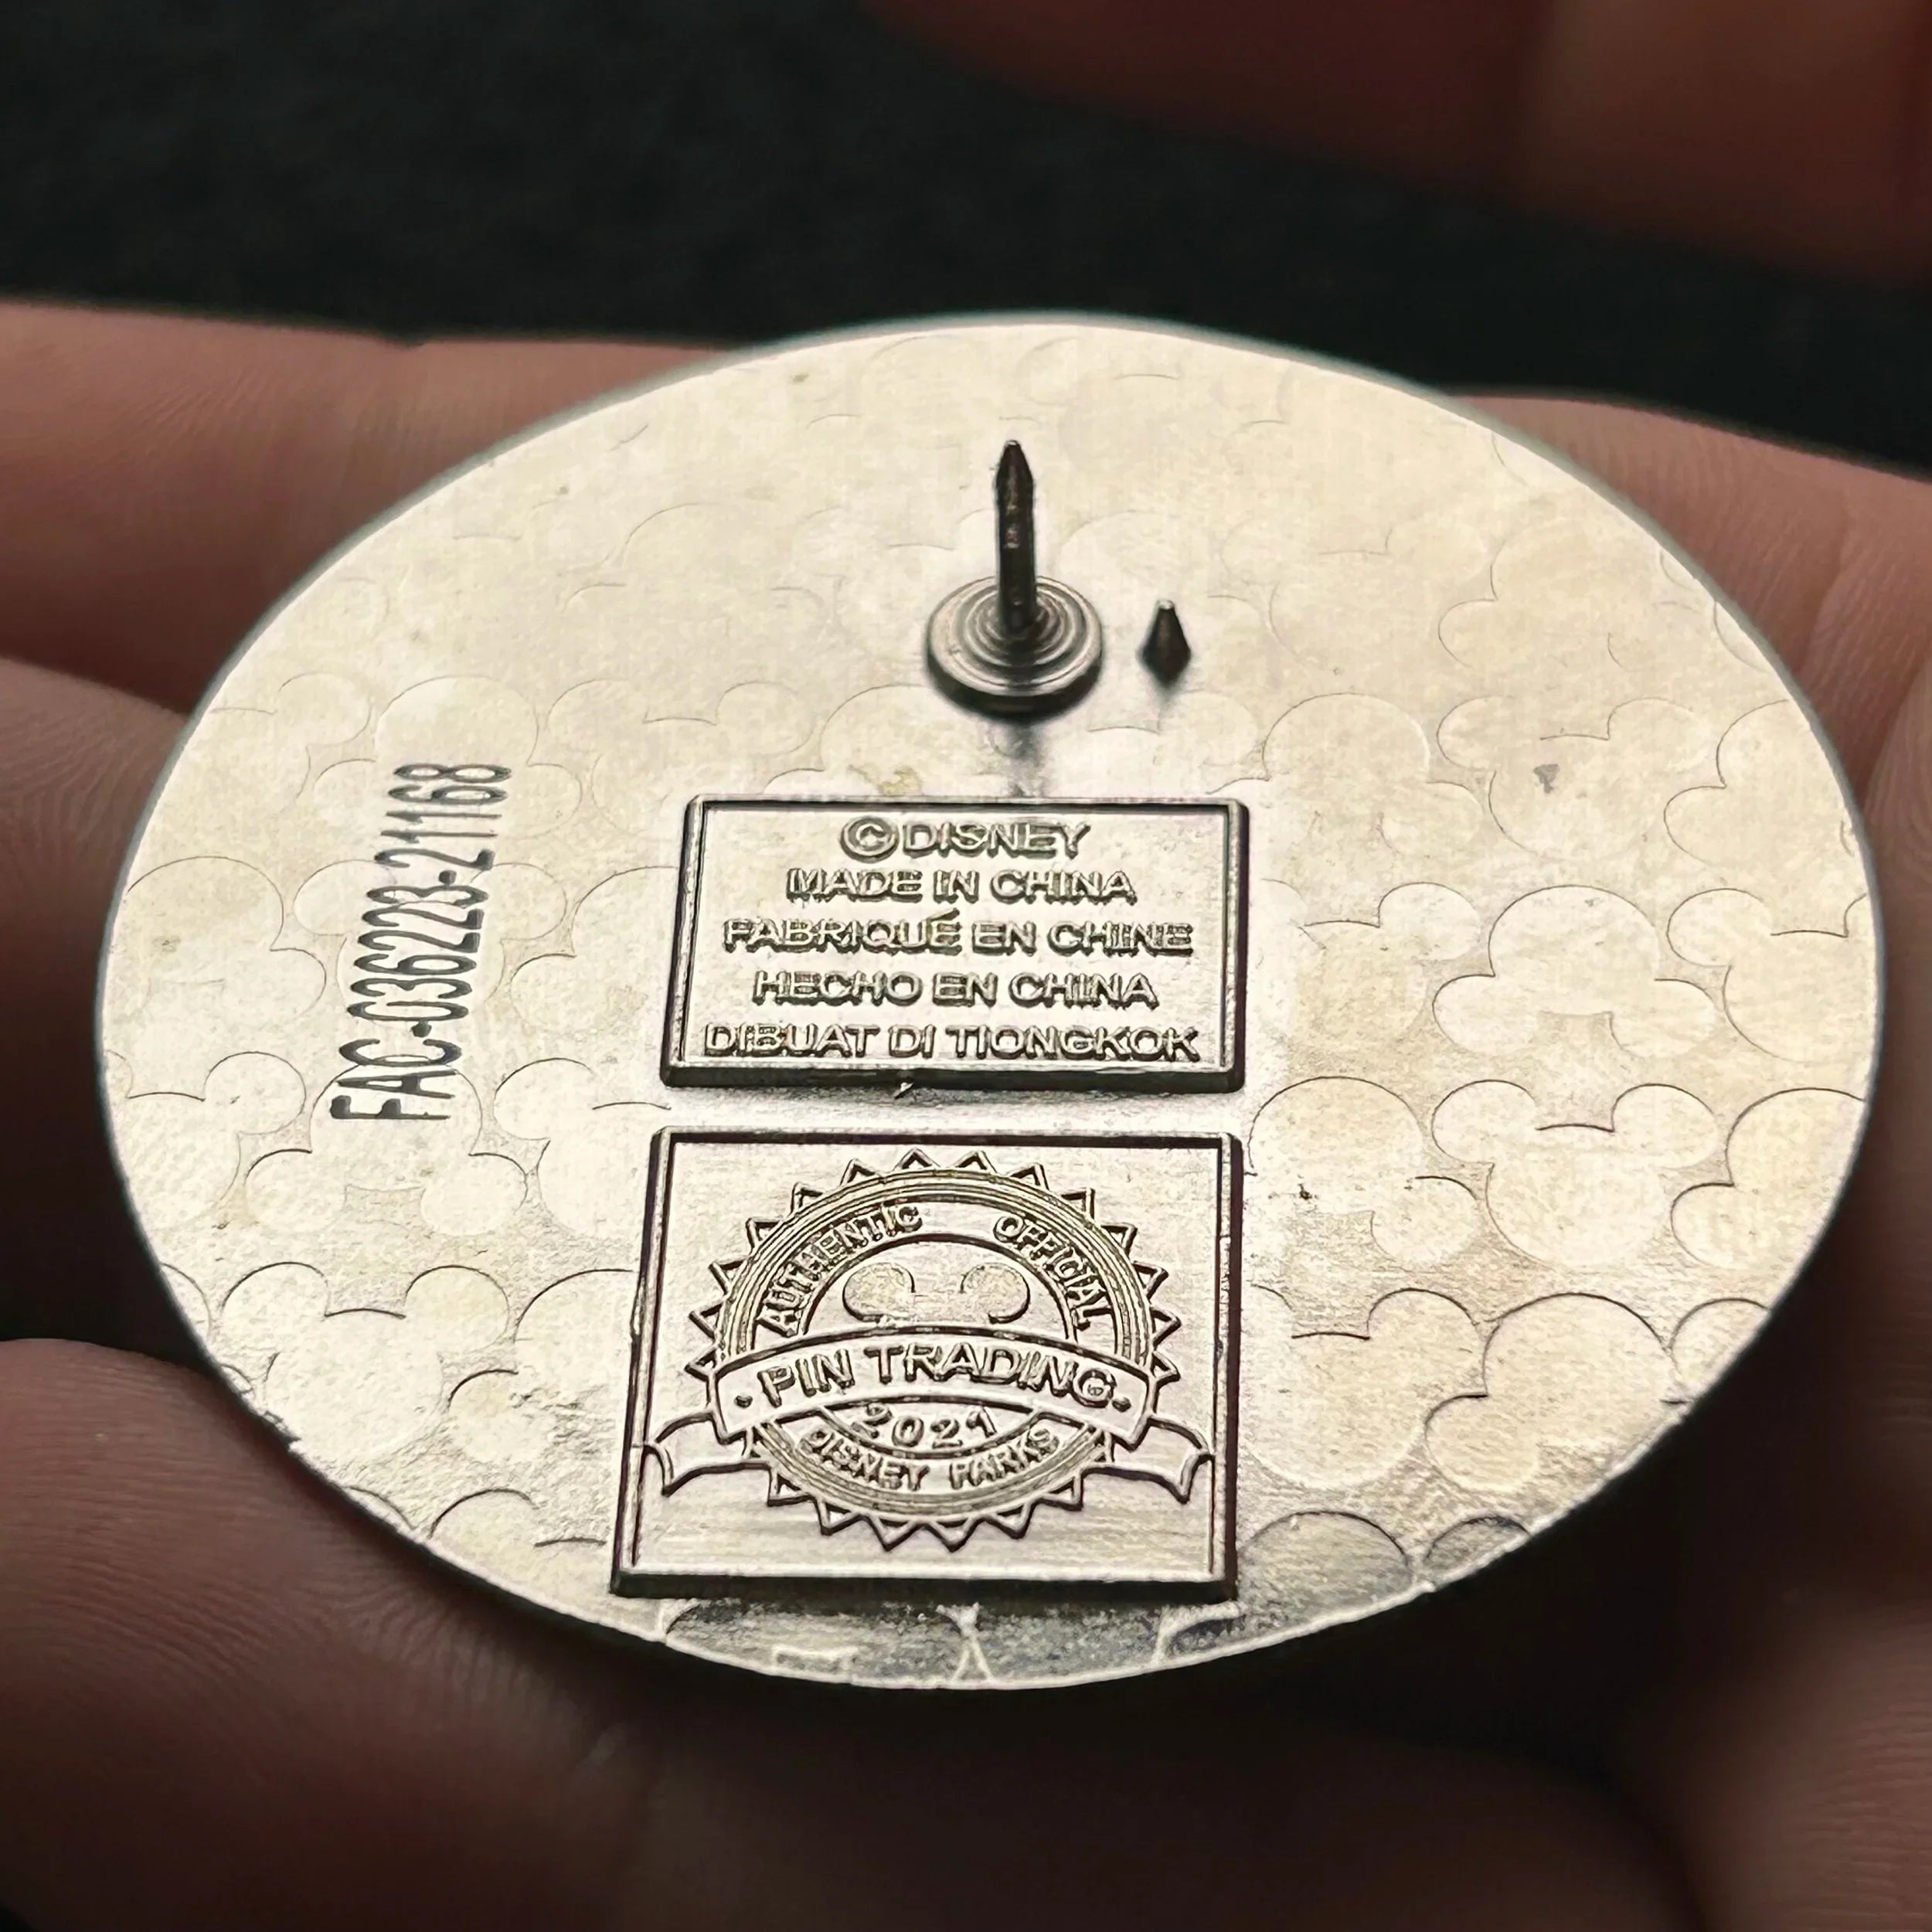 FAC-036223-21168
©DISNEY
MADE IN CHINA
FABRIQUÉ EN CHINE
HECHO EN CHINA
DIBUAT DI TIONGKOK
AUTHENTIC OFFICIAL
·PIN TRADING·
2021
DISNEY PARKS